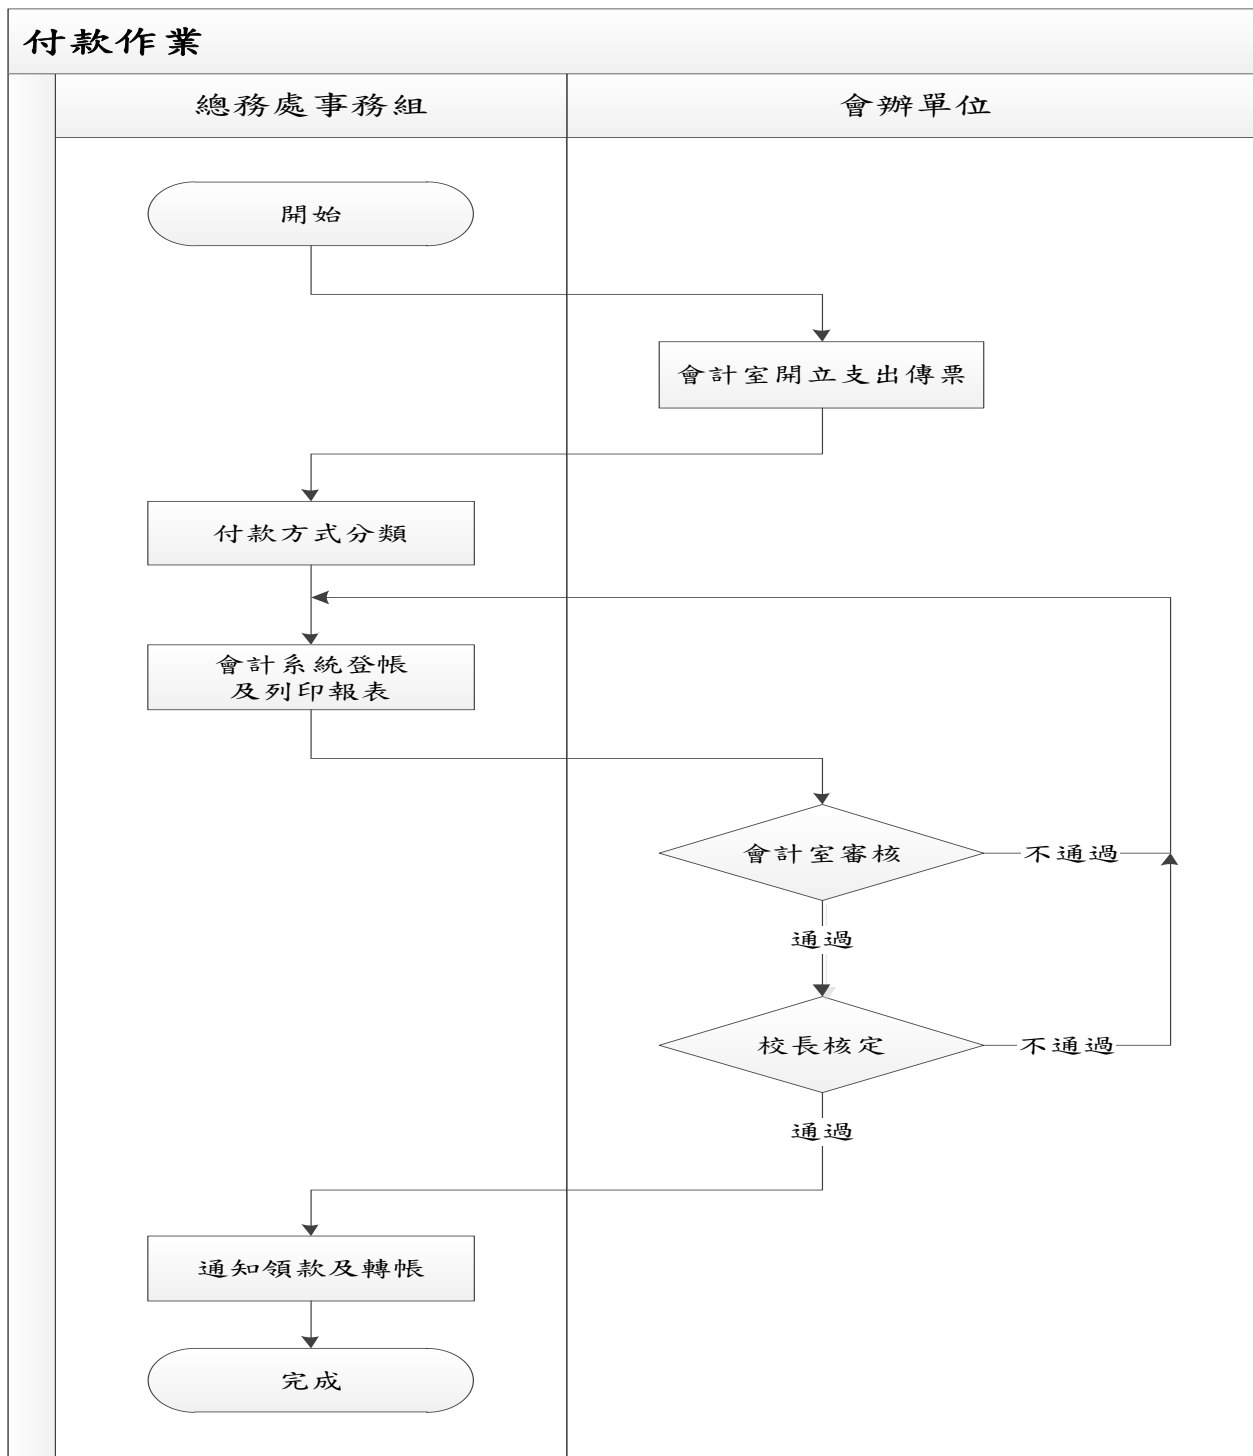 付款作業
總務處事務組
會辦單位
開始
會計室開立支出傳票
付款方式分類
會計系統登帳
及列印報表
會計室審核
不通過
通過
校長核定
不通過
通過
通知領款及轉帳
完成